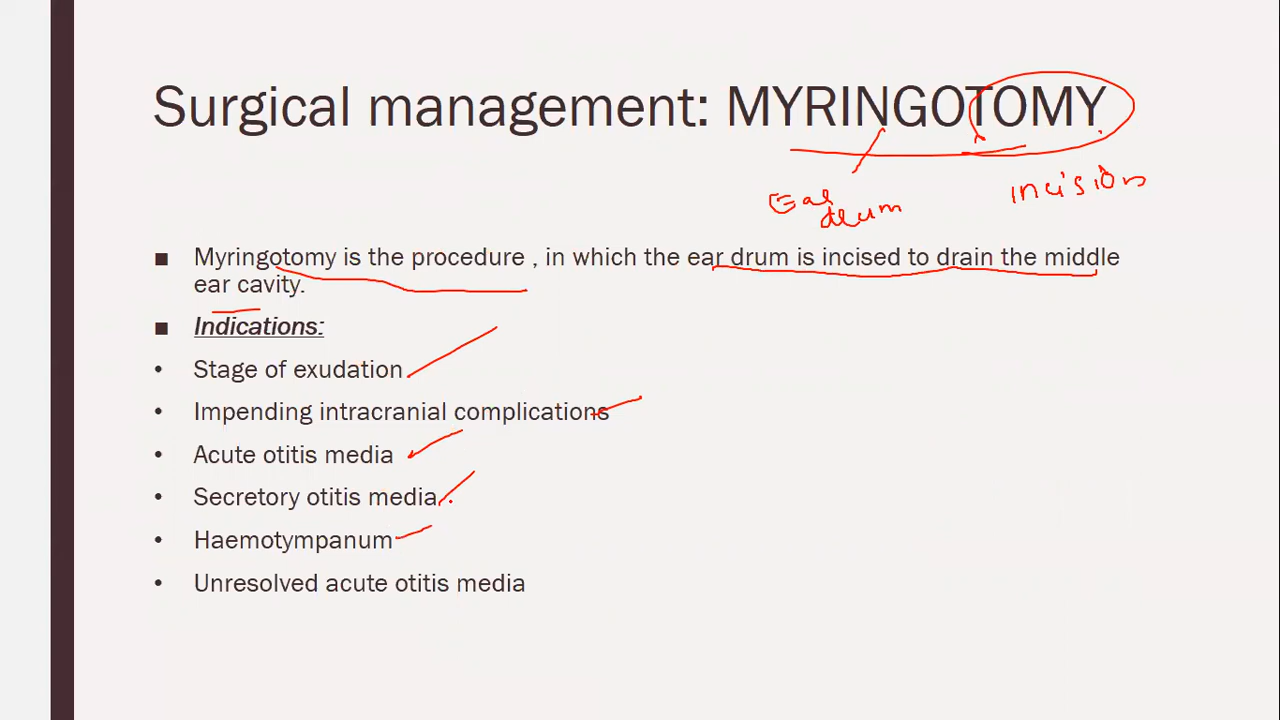 Surgical management: MYRINGOTOMY
Ear drum
incision
■ Myringotomy is the procedure , in which the ear drum is incised to drain the middle
ear cavity.
■ Indications:
• Stage of exudation
• Impending intracranial complications
• Acute otitis media
• Secretory otitis media
• Haemotympanum
• Unresolved acute otitis media